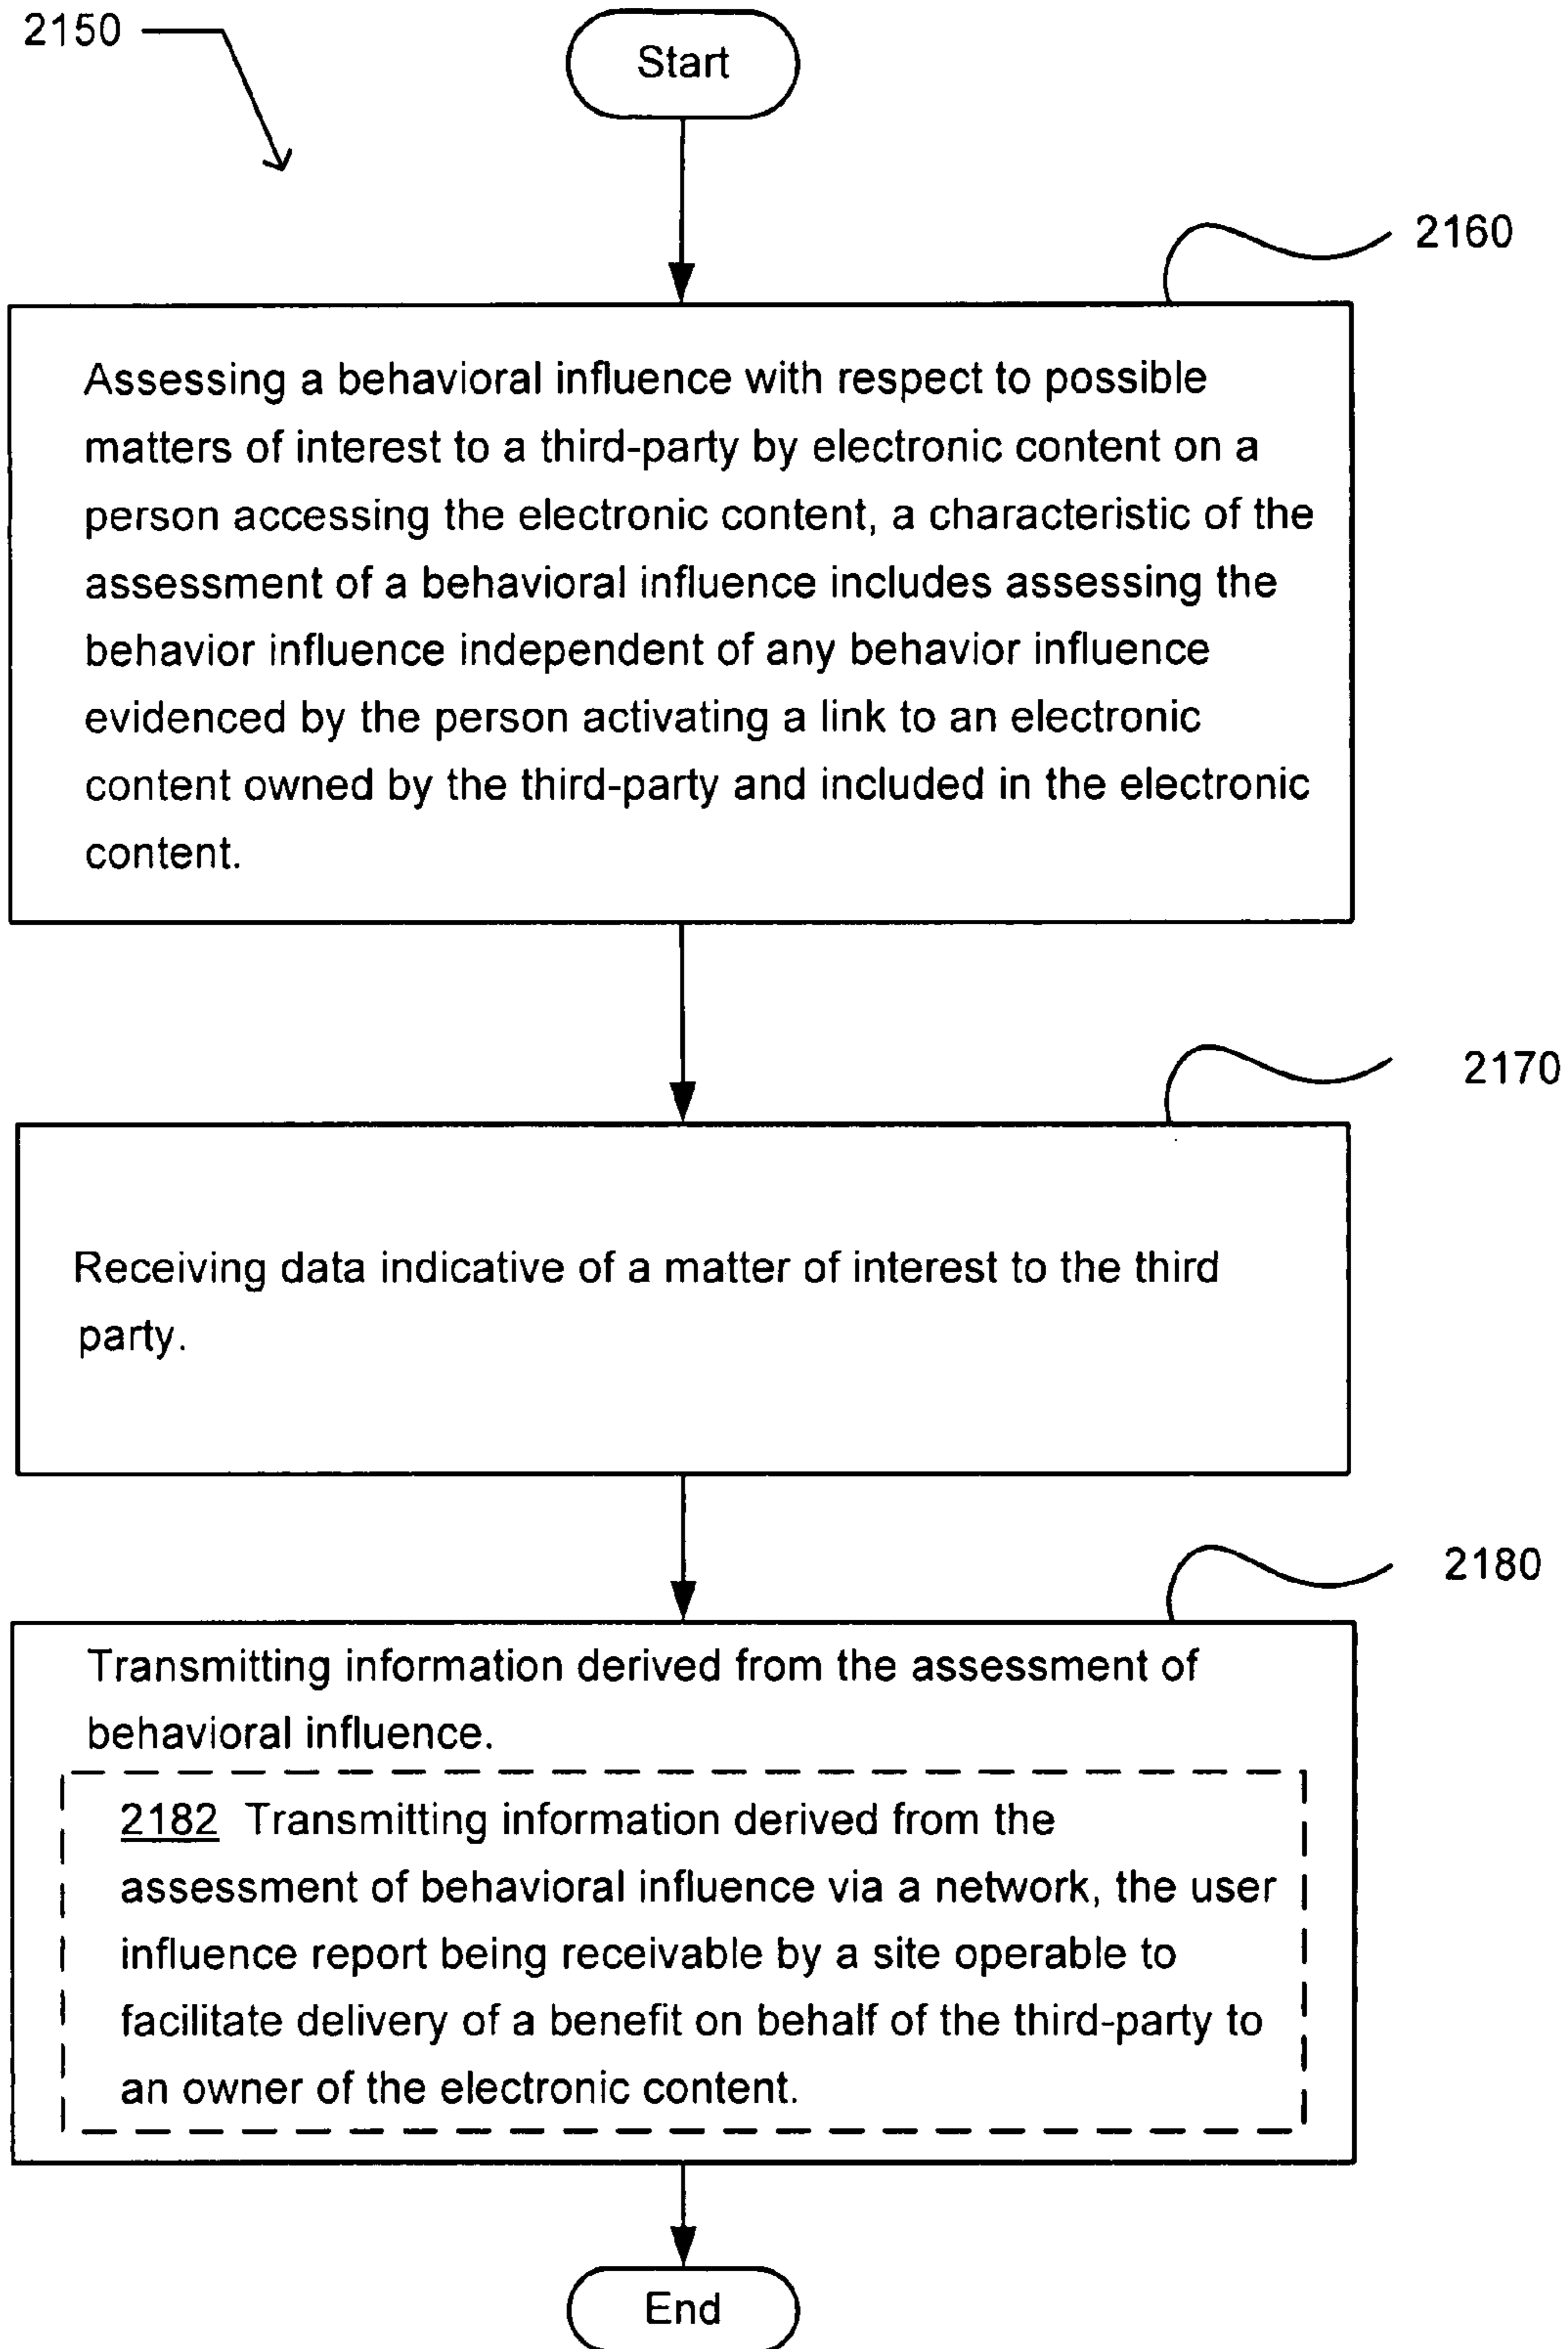 2150
Start
2160
Assessing a behavioral influence with respect to possible
matters of interest to a third-party by electronic content on a
person accessing the electronic content, a characteristic of the
assessment of a behavioral influence includes assessing the
behavior influence independent of any behavior influence
evidenced by the person activating a link to an electronic
content owned by the third-party and included in the electronic
content.
2170
Receiving data indicative of a matter of interest to the third
party.
2180
Transmitting information derived from the assessment of
behavioral influence.
2182 Transmitting information derived from the
assessment of behavioral influence via a network, the user
influence report being receivable by a site operable to
facilitate delivery of a benefit on behalf of the third-party to
an owner of the electronic content.
End